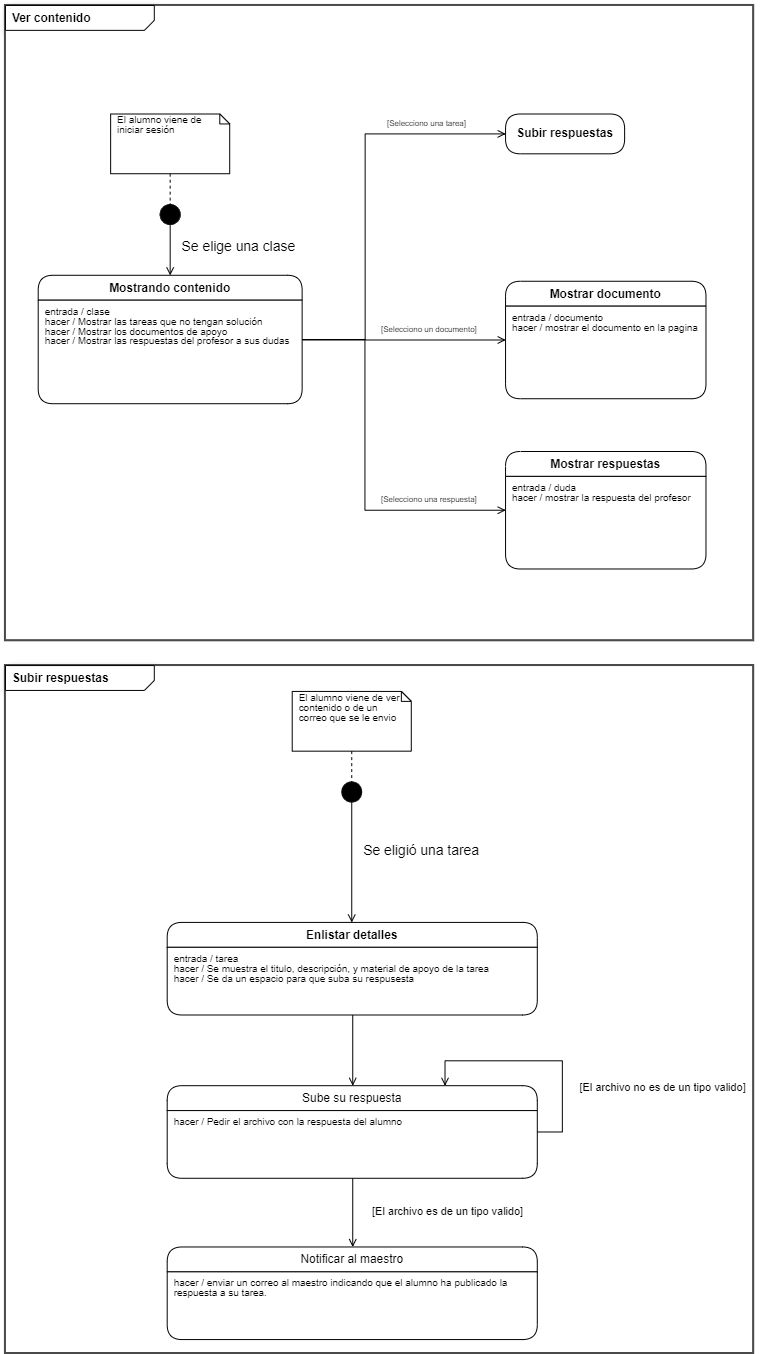 Ver contenido
El alumno viene de
iniciar sesión
Se elige una clase
Mostrando contenido
entrada / clase
hacer / Mostrar las tareas que no tengan solución
hacer / Mostrar los documentos de apoyo
hacer / Mostrar las respuestas del profesor a sus dudas
[Selecciono una tarea]
Subir respuestas
[Selecciono un documento]
Mostrar documento
entrada / documento
hacer / mostrar el documento en la pagina
[Selecciono una respuesta]
Mostrar respuestas
entrada / duda
hacer / mostrar la respuesta del profesor
Subir respuestas
El alumno viene de ver
contenido o de un
correo que se le envio
Se eligió una tarea
Enlistar detalles
entrada / tarea
hacer / Se muestra el titulo, descripción, y material de apoyo de la tarea
hacer / Se da un espacio para que suba su respusesta
Sube su respuesta
hacer / Pedir el archivo con la respuesta del alumno
[El archivo no es de un tipo valido]
[El archivo es de un tipo valido]
Notificar al maestro
hacer / enviar un correo al maestro indicando que el alumno ha publicado la
respuesta a su tarea.